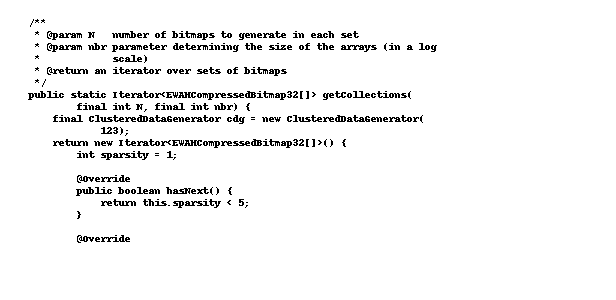 /**
 * @param N   number of bitmaps to generate in each set
 * @param nbr parameter determining the size of the arrays (in a log
 *            scale)
 * @return an iterator over sets of bitmaps
 */
public static Iterator<EWAHCompressedBitmap32[]> getCollections(
        final int N, final int nbr) {
    final ClusteredDataGenerator cdg = new ClusteredDataGenerator(
            123);
    return new Iterator<EWAHCompressedBitmap32[]>() {
        int sparsity = 1;

        @Override
        public boolean hasNext() {
            return this.sparsity < 5;
        }

        @Override